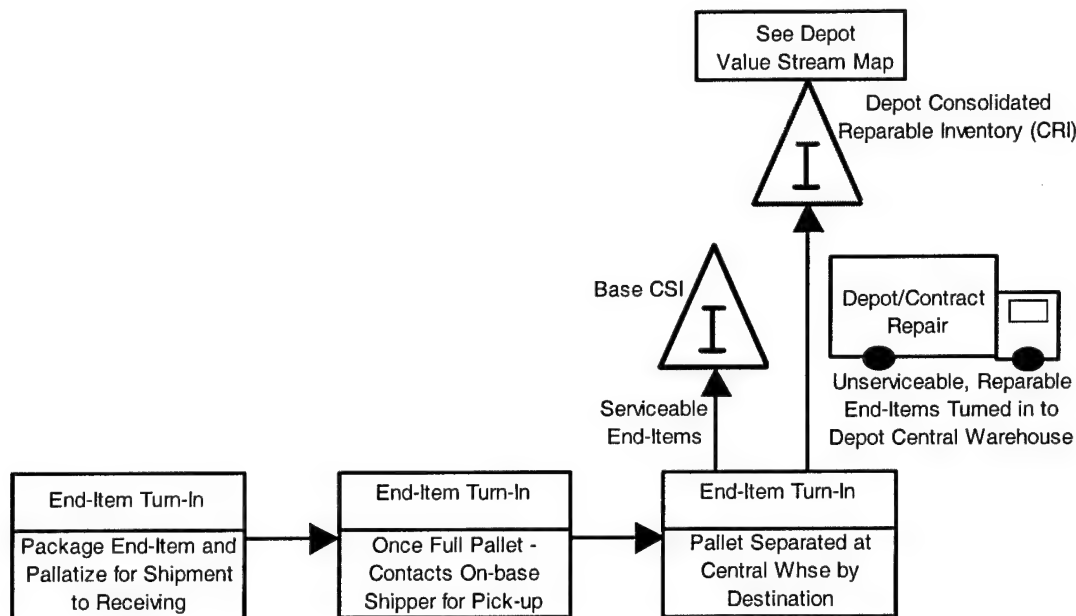 See Depot
Value Stream Map
Depot Consolidated
Reparable Inventory (CRI)
I
Base CSI
I
Depot/Contract
Repair
Unserviceable, Reparable
End-Items Turned in to
Depot Central Warehouse
Serviceable
End-Items
End-Item Turn-In
Package End-Item and
Pallatize for Shipment
to Receiving
End-Item Turn-In
Once Full Pallet -
Contacts On-base
Shipper for Pick-up
End-Item Turn-In
Pallet Separated at
Central Whse by
Destination